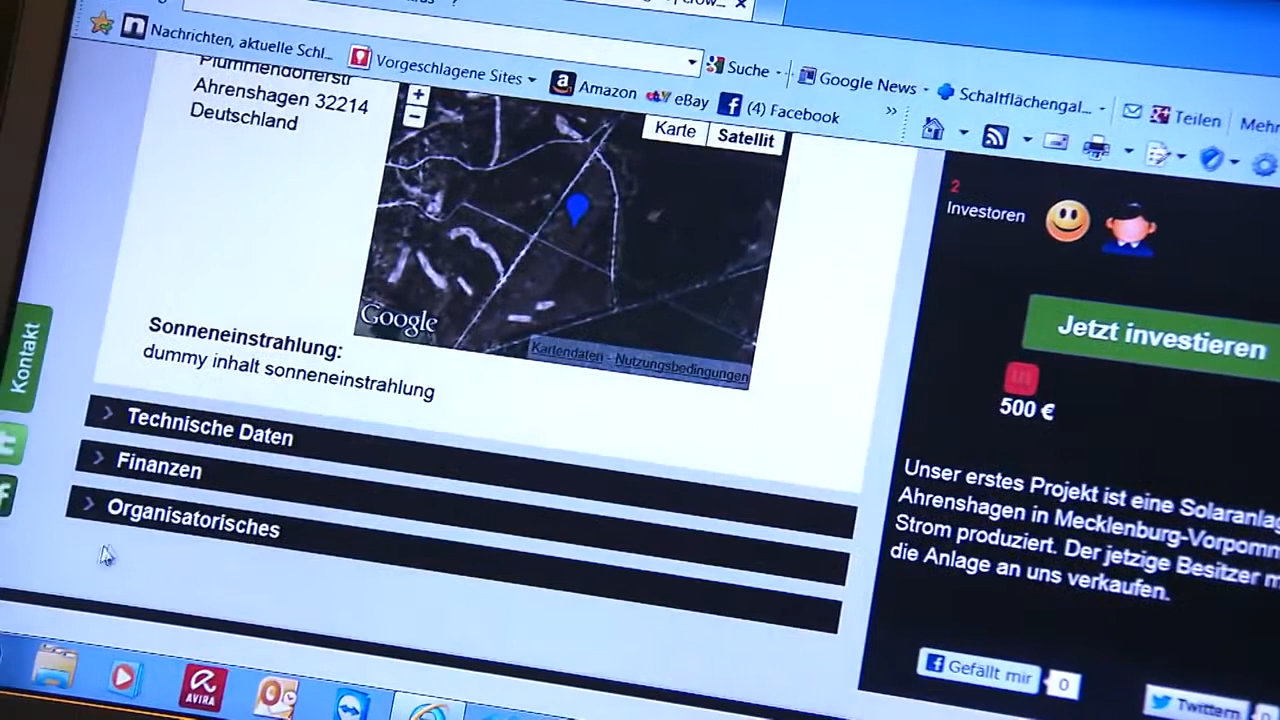 Nachrichten, aktuelle Schl...
Vorgeschlagene Sites
Amazon
eBay
(4) Facebook
Suche
Google News
Schaltflächengal...
Teilen
Mehr
Plummendorferstr
Ahrenshagen 32214
Deutschland
+
−
Karte
Satellit
Google
Kartendaten - Nutzungsbedingungen
Sonneneinstrahlung:
dummy inhalt sonneneinstrahlung
Kontakt
Technische Daten
Finanzen
Organisatorisches
2
Investoren
Jetzt investieren
500 €
Unser erstes Projekt ist eine Solaranlag
Ahrenshagen in Mecklenburg-Vorpomm
Strom produziert. Der jetzige Besitzer m
die Anlage an uns verkaufen.
Gefällt mir
0
Twittern
AVIRA